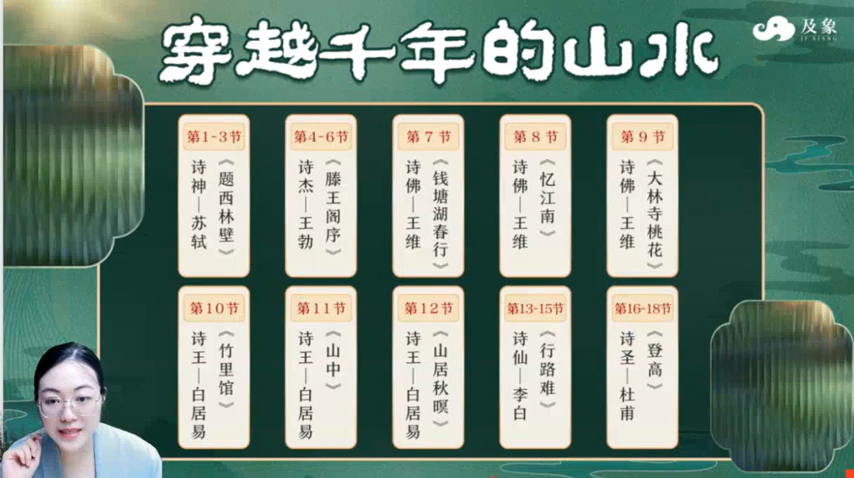 及象
JI XIANG
穿越千年的山水
第1-3节
《题西林壁》
诗神—苏轼
第4-6节
《滕王阁序》
诗杰—王勃
第7节
《钱塘湖春行》
诗佛—王维
第8节
《忆江南》
诗佛—王维
第9节
《大林寺桃花》
诗佛—王维
第10节
《竹里馆》
诗王—白居易
第11节
《山中》
诗王—白居易
第12节
《山居秋暝》
诗王—白居易
第13-15节
《行路难》
诗仙—李白
第16-18节
《登高》
诗圣—杜甫